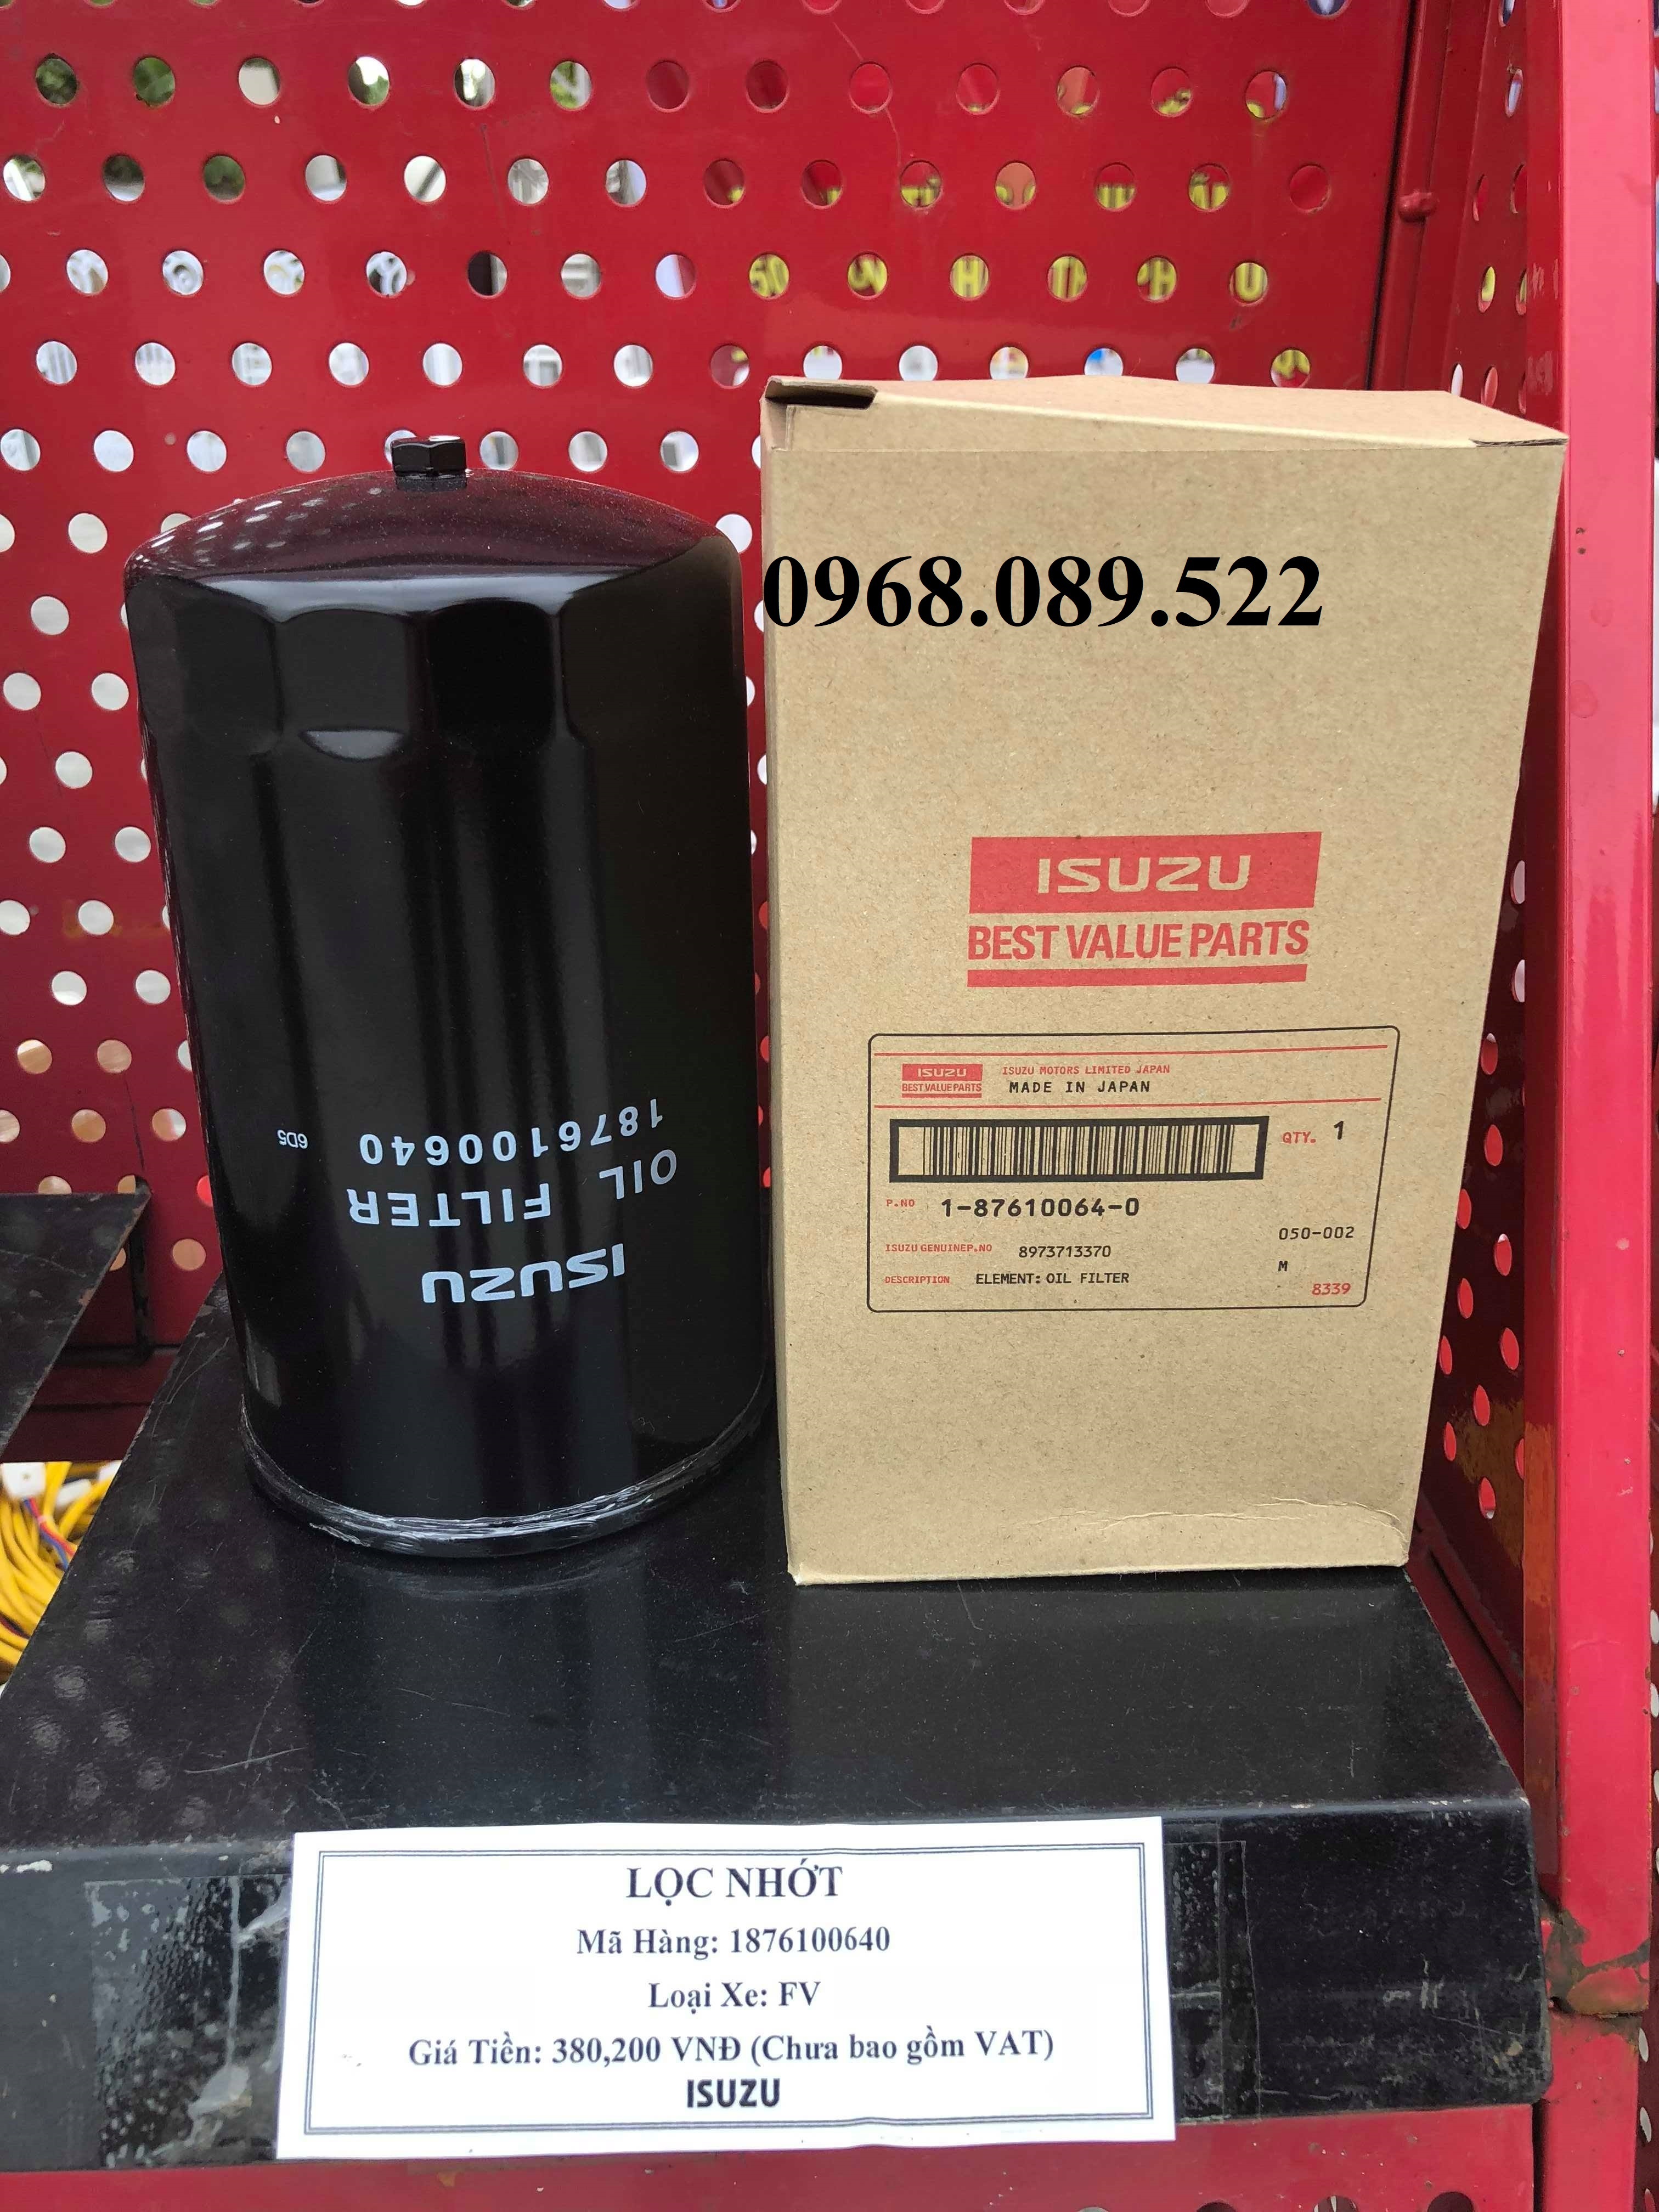 0968.089.522
ISUZU
BEST VALUE PARTS
ISUZU
BEST VALUE PARTS
ISUZU MOTORS LIMITED JAPAN
MADE IN JAPAN
QTY. 1
P.NO 1-87610064-0
050-002
ISUZU GENUINE P.NO 8973713370
M
DESCRIPTION ELEMENT: OIL FILTER
8339
ISUZU
OIL FILTER
1876100640
6D5
LỌC NHỚT
Mã Hàng: 1876100640
Loại Xe: FV
Giá Tiền: 380,200 VNĐ (Chưa bao gồm VAT)
ISUZU